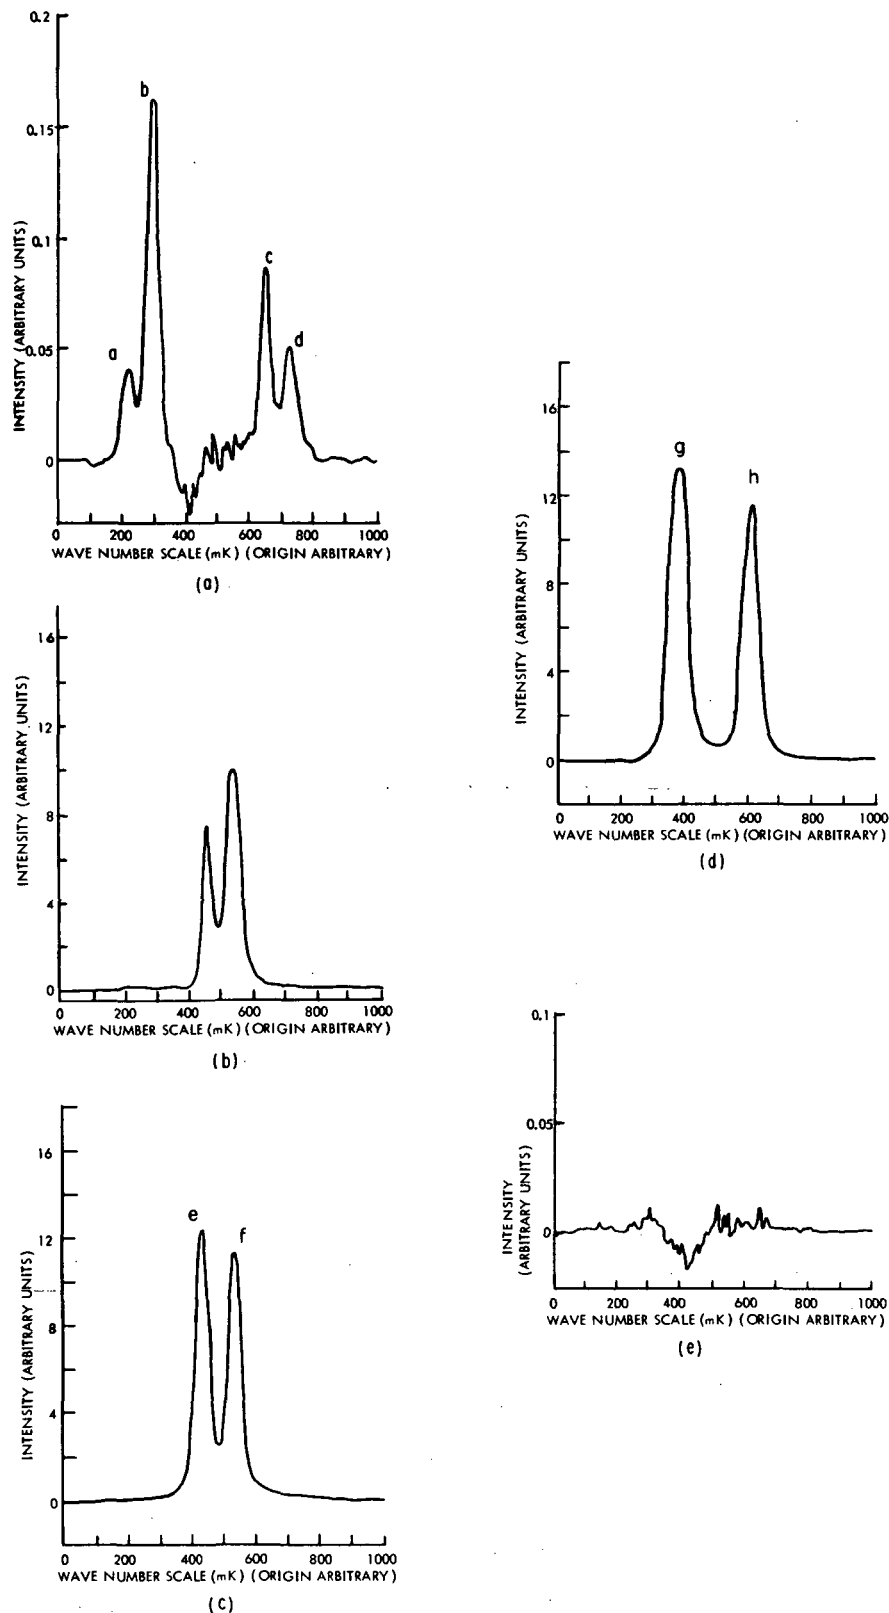 0.2
b
0.15
0.1
c
d
a
0.05
0
INTENSITY (ARBITRARY UNITS)
0 200 400 600 800 1000
WAVE NUMBER SCALE (mK) (ORIGIN ARBITRARY)
(a)
16
12
8
4
0
INTENSITY (ARBITRARY UNITS)
0 200 400 600 800 1000
WAVE NUMBER SCALE (mK) (ORIGIN ARBITRARY)
(b)
16
e
12
f
8
4
0
INTENSITY (ARBITRARY UNITS)
0 200 400 600 800 1000
WAVE NUMBER SCALE (mK) (ORIGIN ARBITRARY)
(c)
16
g
h
12
8
4
0
INTENSITY (ARBITRARY UNITS)
0 200 400 600 800 1000
WAVE NUMBER SCALE (mK) (ORIGIN ARBITRARY)
(d)
0.1
0.05
0
INTENSITY
(ARBITRARY UNITS)
0 200 400 600 800 1000
WAVE NUMBER SCALE (mK) (ORIGIN ARBITRARY)
(e)